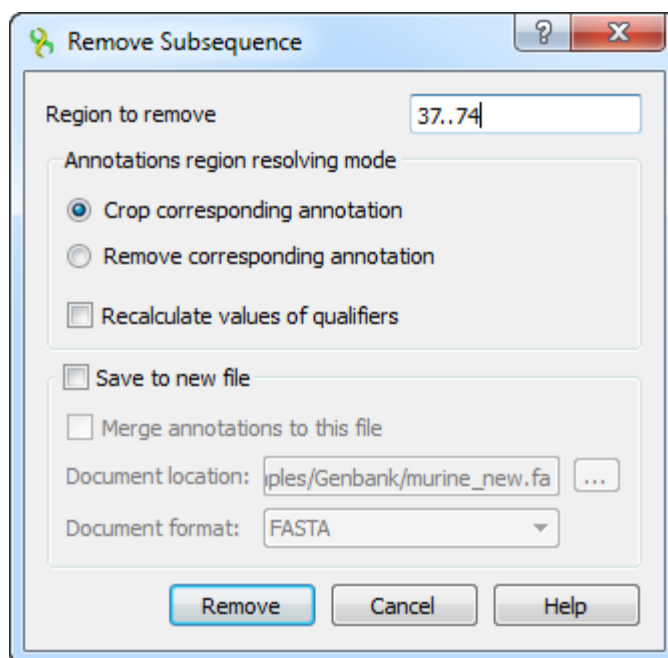 Remove Subsequence
Region to remove 37..74
Annotations region resolving mode
Crop corresponding annotation
Remove corresponding annotation
Recalculate values of qualifiers
Save to new file
Merge annotations to this file
Document location: ples/Genbank/murine_new.fa ...
Document format: FASTA
Remove Cancel Help